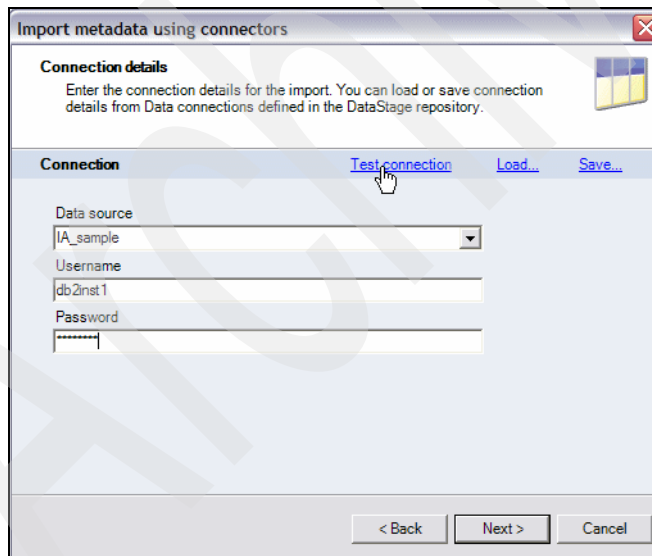 Import metadata using connectors
Connection details
Enter the connection details for the import. You can load or save connection
details from Data connections defined in the DataStage repository.
Connection Test connection Load... Save...
Data source
IA_sample
Username
db2inst1
Password
********
< Back Next > Cancel